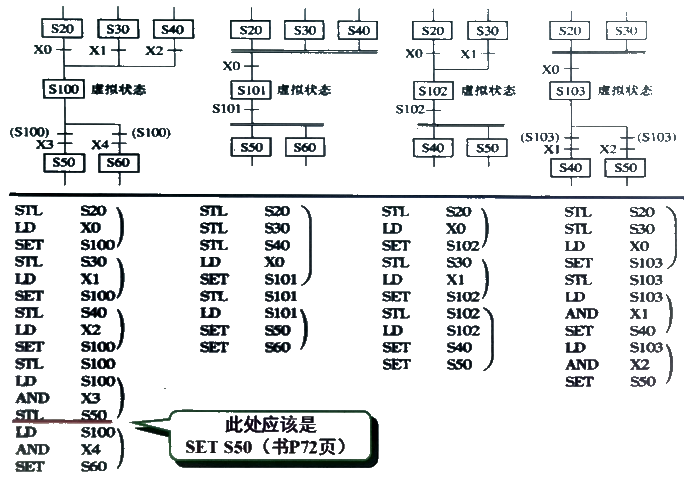 S20 S30 S40
X0 X1 X2
S100 虚拟状态
(S100) (S100)
X3 X4
S50 S60
S20 S30 S40
X0
S101 虚拟状态
S101
S50 S60
S20 S30
X0 X1
S102 虚拟状态
S102
S40 S50
S20 S30
X0
S103 虚拟状态
(S103) (S103)
X1 X2
S40 S50
STL S20
LD X0
SET S100
STL S30
LD X1
SET S100
STL S40
LD X2
SET S100
STL S100
LD S100
AND X3
STL S50
LD S100
AND X4
SET S60
STL S20
STL S30
STL S40
LD X0
SET S101
STL S101
LD S101
SET S50
SET S60
STL S20
LD X0
SET S102
STL S30
LD X1
SET S102
STL S102
LD S102
SET S40
SET S50
STL S20
STL S30
LD X0
SET S103
STL S103
LD S103
AND X1
SET S40
LD S103
AND X2
SET S50
此处应该是
SET S50（书P72页）